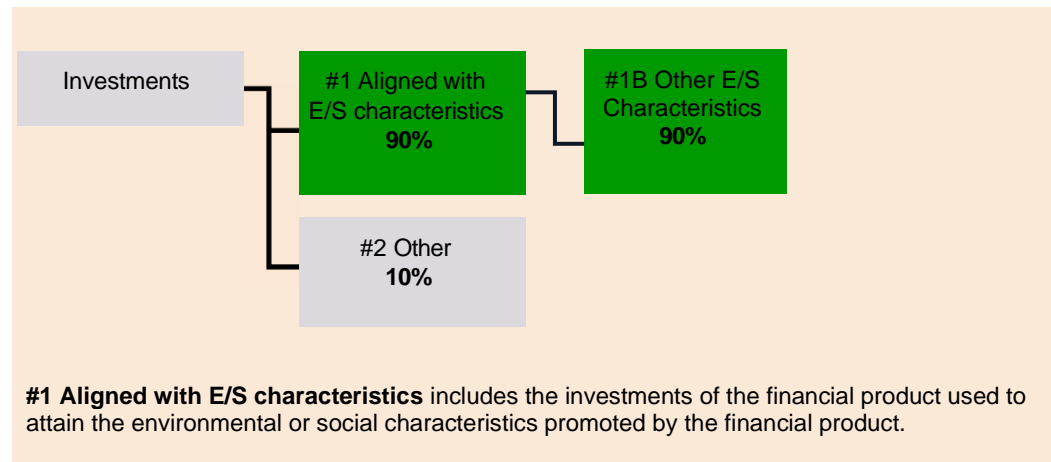 Investments
#1 Aligned with
E/S characteristics
90%
#1B Other E/S
Characteristics
90%
#2 Other
10%
#1 Aligned with E/S characteristics includes the investments of the financial product used to
attain the environmental or social characteristics promoted by the financial product.